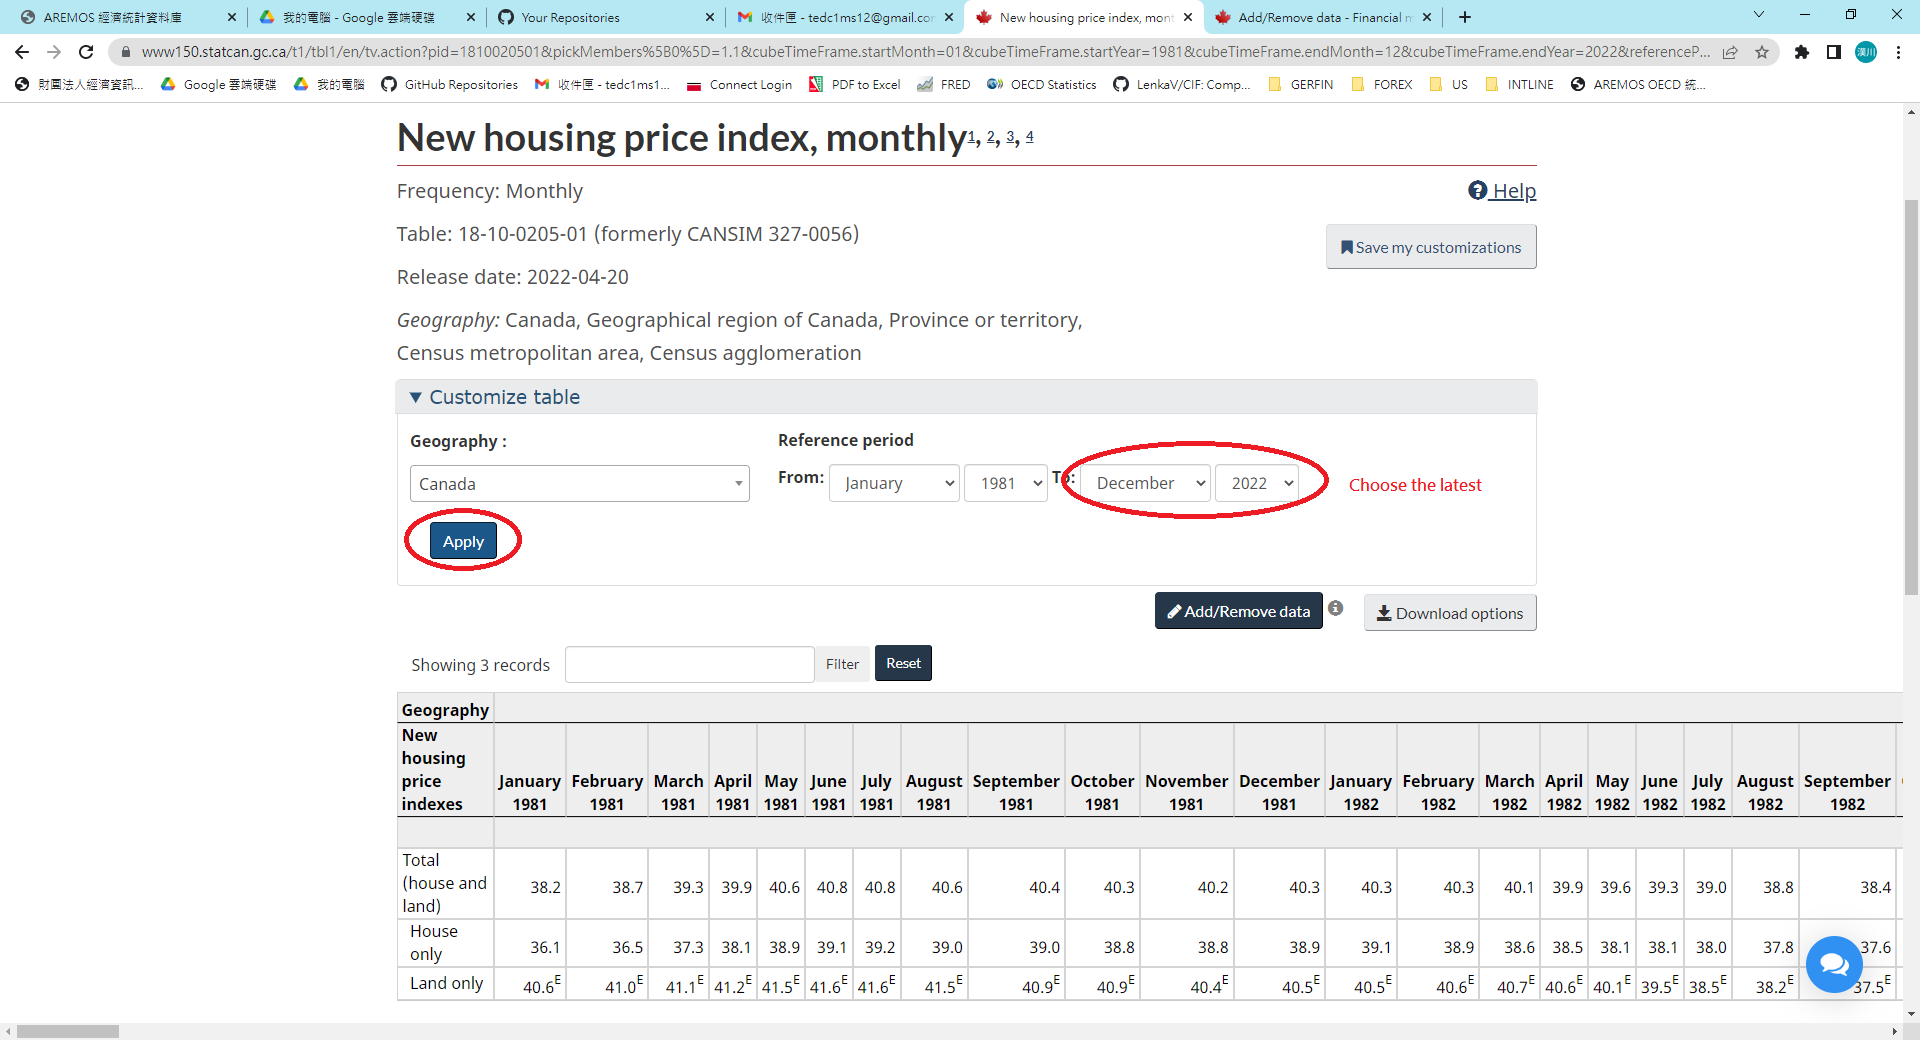 AREMOS 經濟統計資料庫
我的電腦 - Google 雲端硬碟
Your Repositories
收件匣 - tedc1ms12@gmail.co
New housing price index, mont
Add/Remove data - Financial m
www150.statcan.gc.ca/t1/tbl1/en/tv.action?pid=1810020501&pickMembers%5B0%5D=1.1&cubeTimeFrame.startMonth=01&cubeTimeFrame.startYear=1981&cubeTimeFrame.endMonth=12&cubeTimeFrame.endYear=2022&referenceP...
漢川
財團法人經濟資訊... Google 雲端硬碟 我的電腦 GitHub Repositories 收件匣 - tedc1ms1... Connect Login PDF to Excel FRED OECD Statistics LenkaV/CIF: Comp... GERFIN FOREX US INTLINE AREMOS OECD 統...
New housing price index, monthly1, 2, 3, 4
Frequency: Monthly
Help
Table: 18-10-0205-01 (formerly CANSIM 327-0056)
Save my customizations
Release date: 2022-04-20
Geography: Canada, Geographical region of Canada, Province or territory,
Census metropolitan area, Census agglomeration
Customize table
Geography :
Reference period
Canada
From: January 1981 To: December 2022
Choose the latest
Apply
Add/Remove data
Download options
Showing 3 records Filter Reset
Geography
New
housing
price
indexes
January 1981 February 1981 March 1981 April 1981 May 1981 June 1981 July 1981 August 1981 September 1981 October 1981 November 1981 December 1981 January 1982 February 1982 March 1982 April 1982 May 1982 June 1982 July 1982 August 1982 September 1982
Total
(house and
land)
38.2 38.7 39.3 39.9 40.6 40.8 40.8 40.6 40.4 40.3 40.2 40.3 40.3 40.3 40.1 39.9 39.6 39.3 39.0 38.8 38.4
House
only
36.1 36.5 37.3 38.1 38.9 39.1 39.2 39.0 39.0 38.8 38.8 38.9 39.1 38.9 38.6 38.5 38.1 38.1 38.0 37.8 37.6
Land only 40.6E 41.0E 41.1E 41.2E 41.5E 41.6E 41.6E 41.5E 40.9E 40.9E 40.4E 40.5E 40.5E 40.6E 40.7E 40.6E 40.1E 39.5E 38.5E 38.2E 37.5E